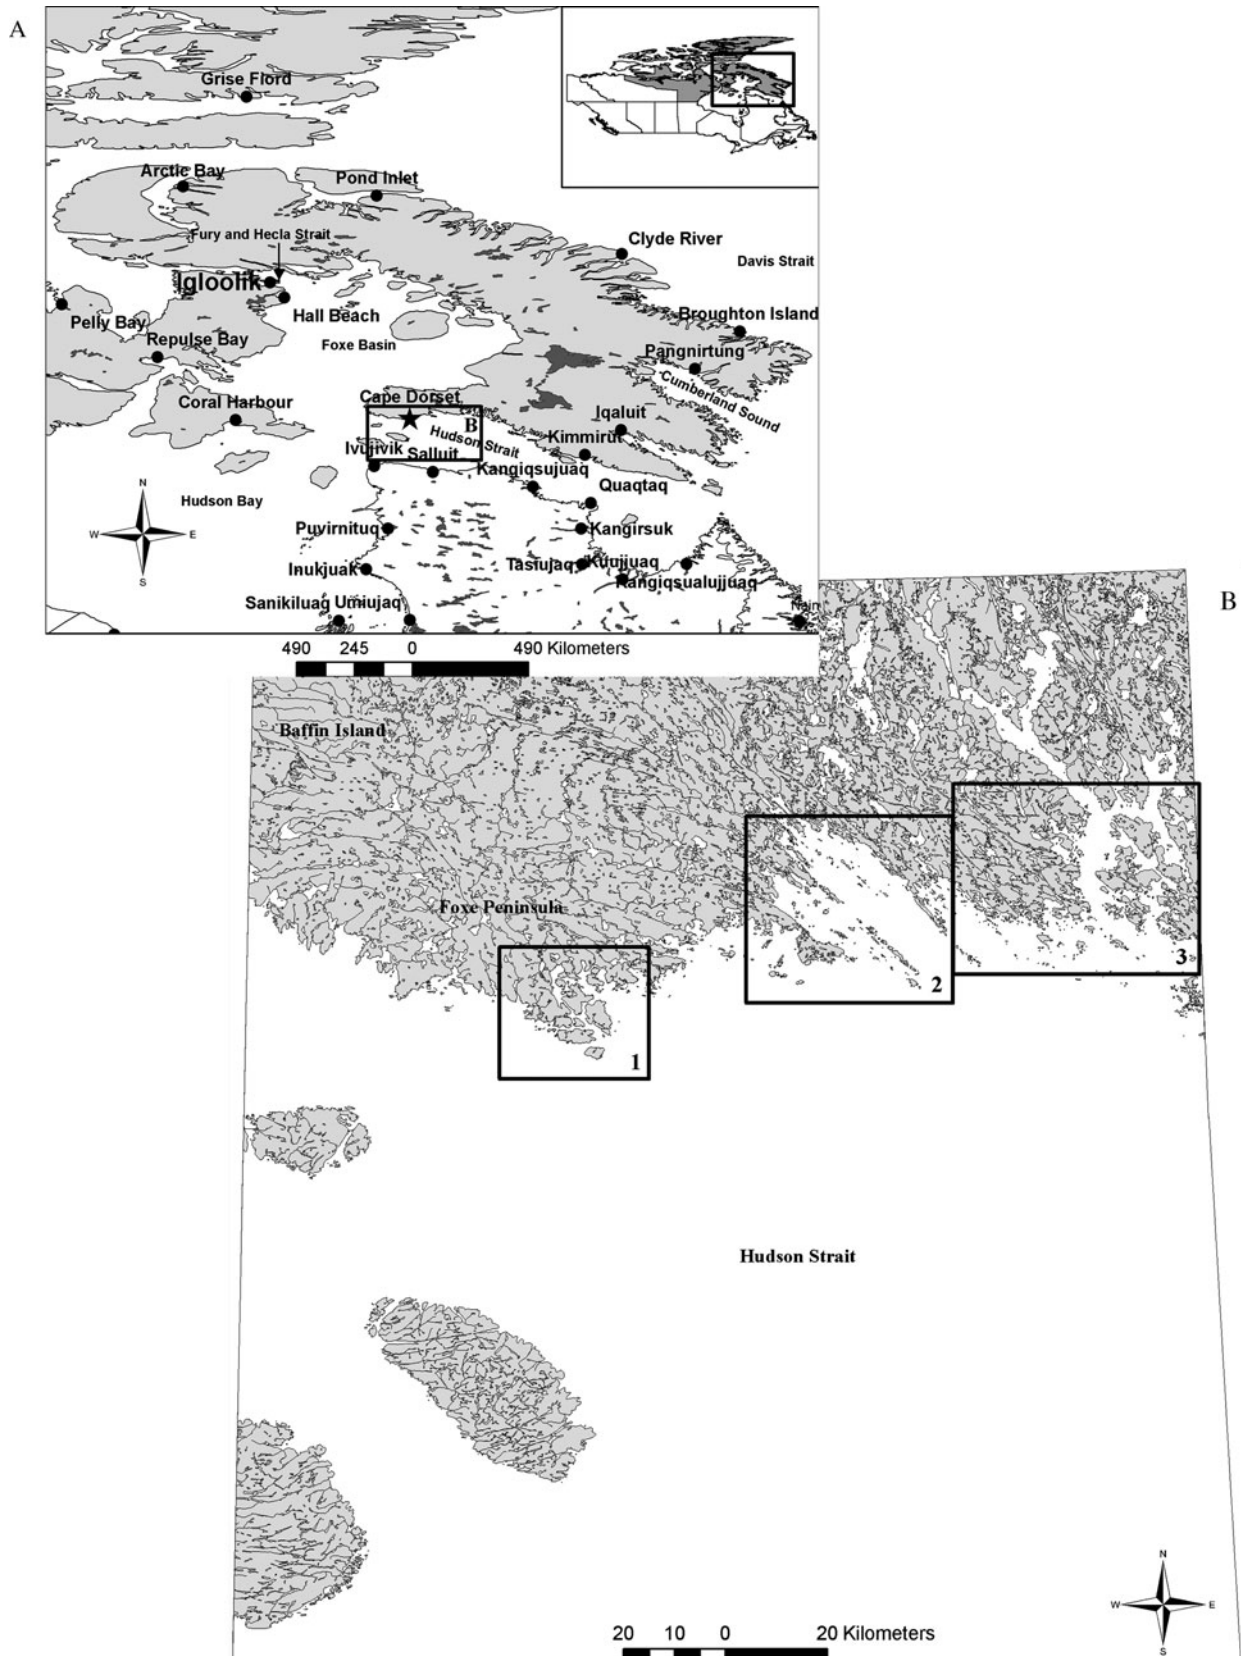 A
Grise Fiord
Arctic Bay
Pond Inlet
Fury and Hecla Strait
Clyde River
Davis Strait
Igloolik
Hall Beach
Pelly Bay
Broughton Island
Repulse Bay
Foxe Basin
Pangnirtung
Cumberland Sound
Cape Dorset
Coral Harbour
B
Iqaluit
Hudson Strait
Kimmirut
Ivujivik
Salluit
Kangiqsujuaq
Hudson Bay
Quaqtaq
N
W
E
S
Puvirnituq
Kangirsuk
Inukjuak
Tasiujaq
Kuujjuaq
Kangiqsualujjuaq
Sanikiluaq
Umiujaq
Nain
490 245 0 490 Kilometers
B
Baffin Island
Foxe Peninsula
1
2
3
Hudson Strait
N
W
E
S
20 10 0 20 Kilometers